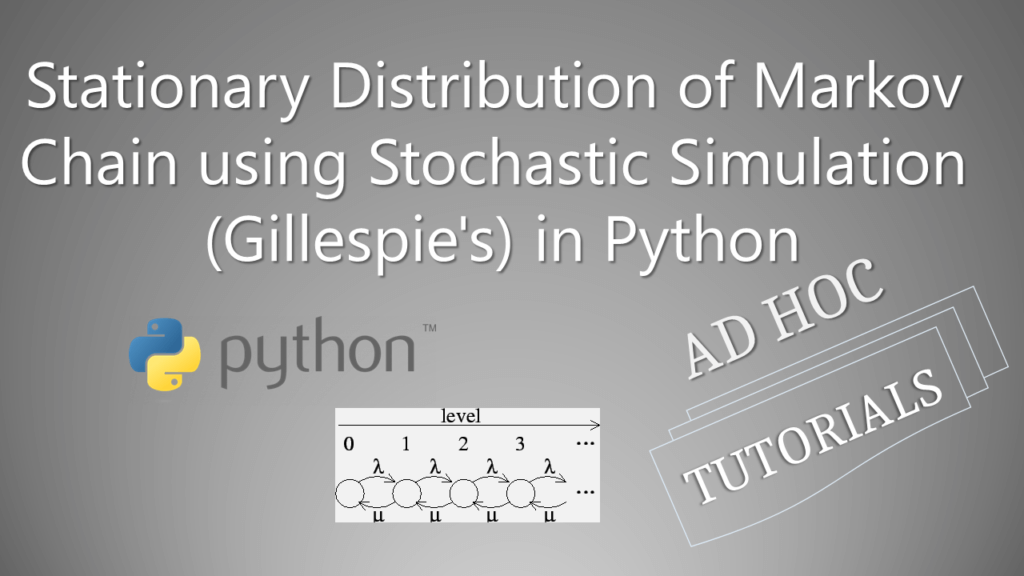 Stationary Distribution of Markov
Chain using Stochastic Simulation
(Gillespie's) in Python
AD HOC
python™
TUTORIALS
level
0 1 2 3 ...
λ λ λ λ
...
μ μ μ μ